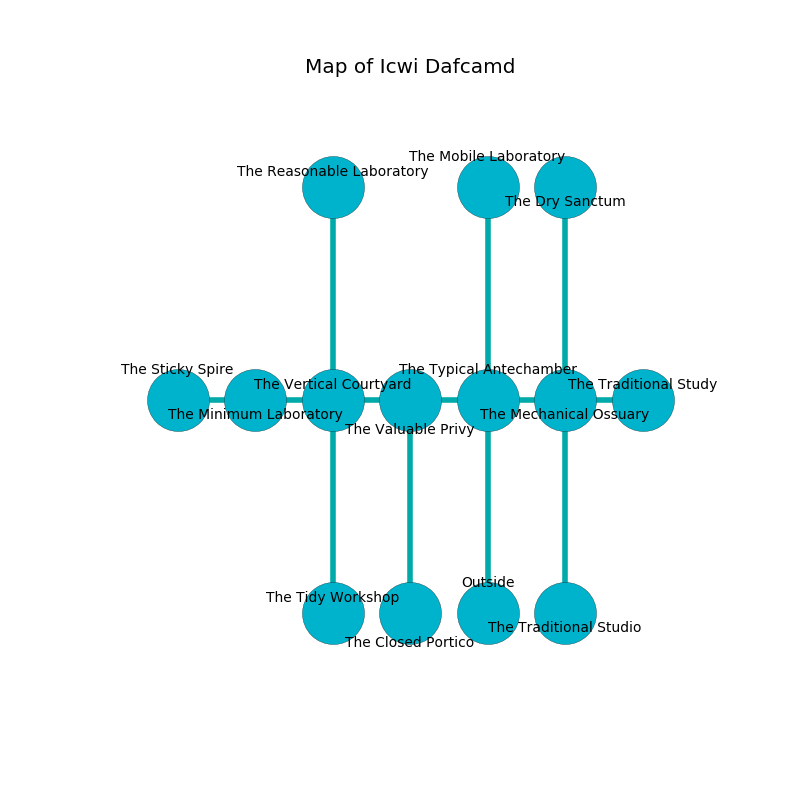 Map of Icwi Dafcamd
The Mobile Laboratory
The Reasonable Laboratory
The Dry Sanctum
The Sticky Spire
The Typical Antechamber
The Vertical Courtyard
The Traditional Study
The Minimum Laboratory
The Mechanical Ossuary
The Valuable Privy
Outside
The Tidy Workshop
The Traditional Studio
The Closed Portico